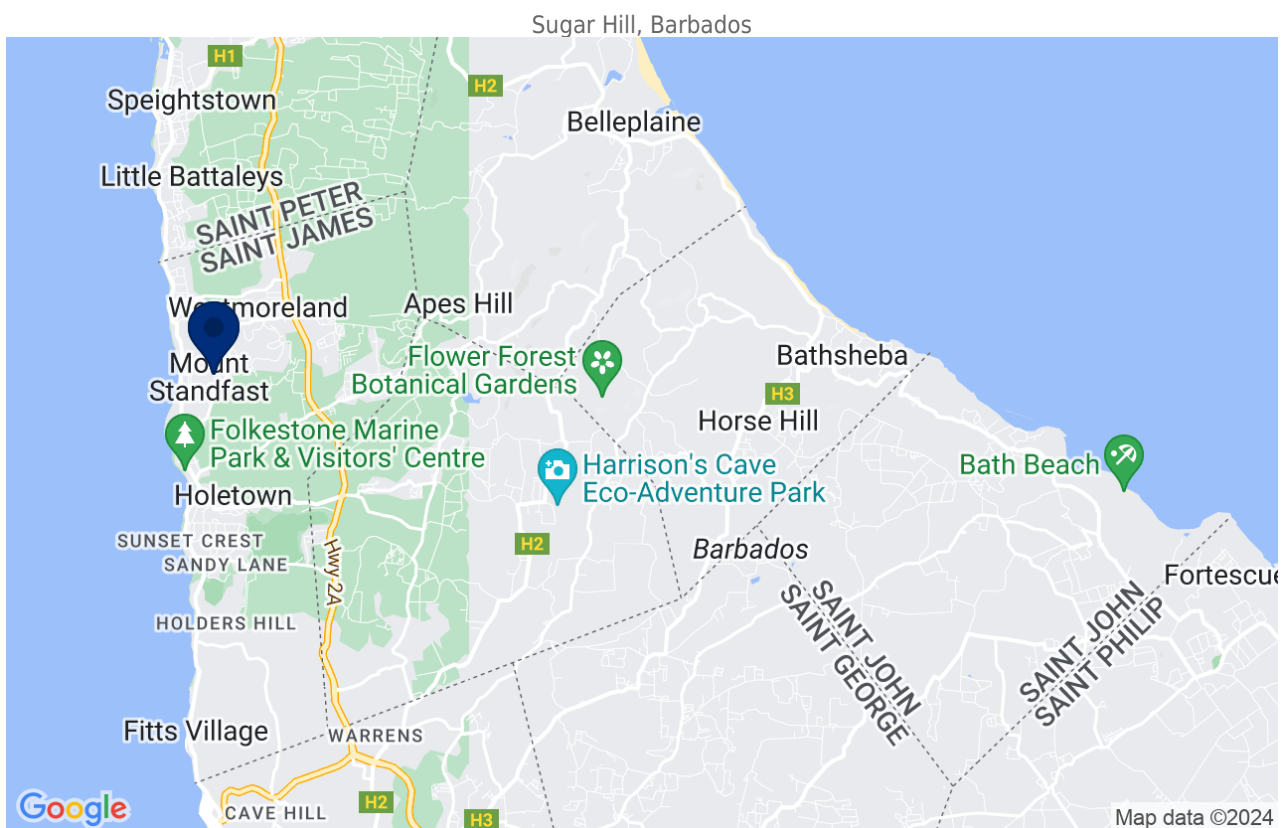 Sugar Hill, Barbados
H1
H2
Speightstown
Belleplaine
Little Battaleys
SAINT PETER
SAINT JAMES
Westmoreland
Apes Hill
Mount
Standfast
Flower Forest
Botanical Gardens
Bathsheba
H3
Horse Hill
Folkestone Marine
Park & Visitors' Centre
Harrison's Cave
Eco-Adventure Park
Bath Beach
Holetown
SUNSET CREST
SANDY LANE
Hwy 2A
H2
Barbados
Fortescue
HOLDERS HILL
SAINT JOHN
SAINT GEORGE
SAINT JOHN
SAINT PHILIP
Fitts Village
WARRENS
Google
CAVE HILL
H2
H3
Map data ©2024